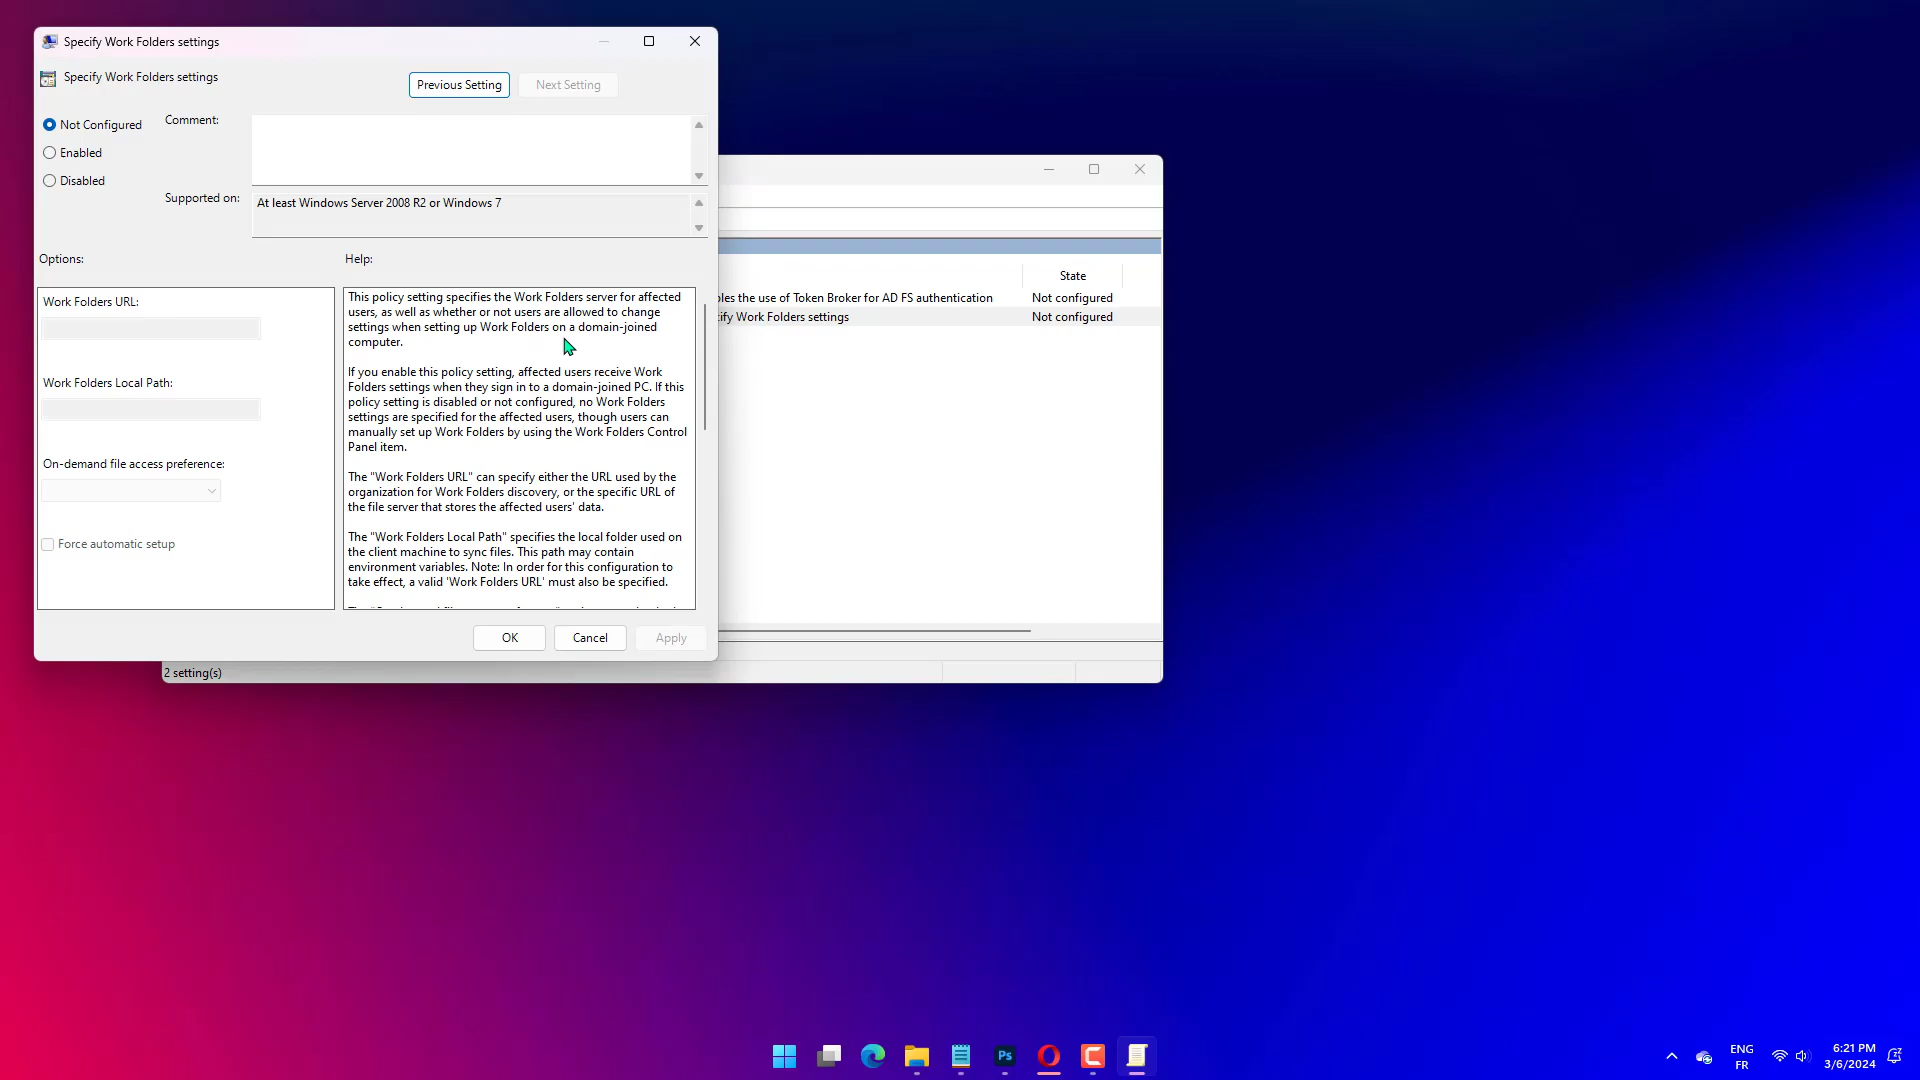 Specify Work Folders settings
Specify Work Folders settings
Previous Setting
Next Setting
Not Configured
Enabled
Disabled
Comment:
Supported on:
At least Windows Server 2008 R2 or Windows 7
Options:
Help:
Work Folders URL:
Work Folders Local Path:
On-demand file access preference:
Force automatic setup
This policy setting specifies the Work Folders server for affected
users, as well as whether or not users are allowed to change
settings when setting up Work Folders on a domain-joined
computer.
If you enable this policy setting, affected users receive Work
Folders settings when they sign in to a domain-joined PC. If this
policy setting is disabled or not configured, no Work Folders
settings are specified for the affected users, though users can
manually set up Work Folders by using the Work Folders Control
Panel item.
The "Work Folders URL" can specify either the URL used by the
organization for Work Folders discovery, or the specific URL of
the file server that stores the affected users' data.
The "Work Folders Local Path" specifies the local folder used on
the client machine to sync files. This path may contain
environment variables. Note: In order for this configuration to
take effect, a valid 'Work Folders URL' must also be specified.
OK
Cancel
Apply
State
les the use of Token Broker for AD FS authentication
Not configured
ify Work Folders settings
Not configured
2 setting(s)
Ps
ENG
FR
6:21 PM
3/6/2024